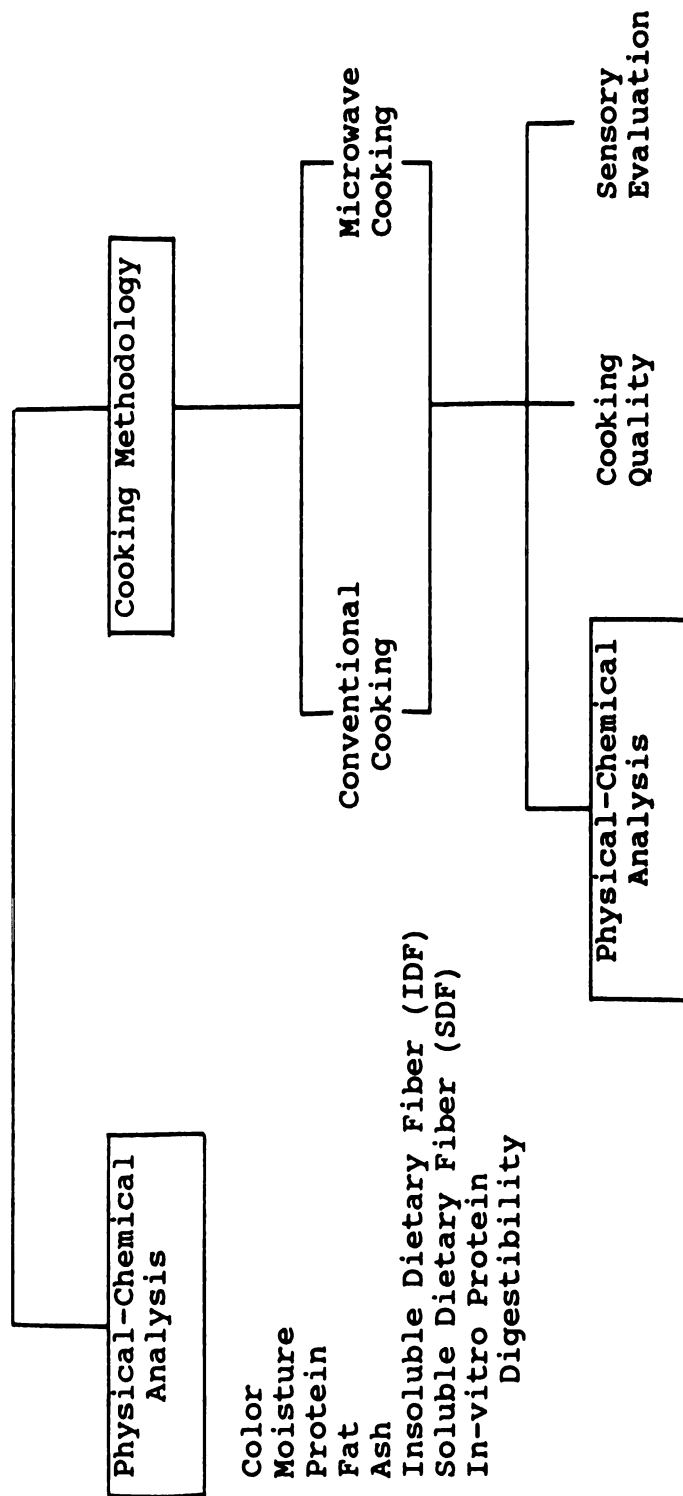 Physical-Chemical
Analysis
Color
Moisture
Protein
Fat
Ash
Insoluble Dietary Fiber (IDF)
Soluble Dietary Fiber (SDF)
In-vitro Protein
Digestibility
Cooking Methodology
Conventional
Cooking
Microwave
Cooking
Physical-Chemical
Analysis
Cooking
Quality
Sensory
Evaluation